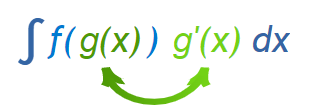 ∫ f(g(x)) g'(x) dx